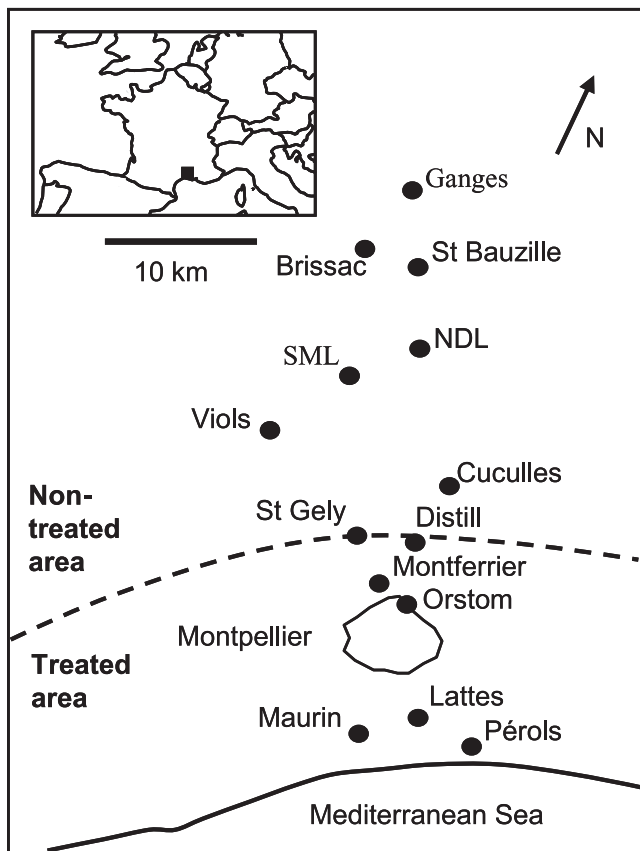 N
Ganges
10 km
Brissac
St Bauzille
NDL
SML
Viols
Cuculles
Non-
treated
area
St Gely
Distill
Montferrier
Orstom
Montpellier
Treated
area
Lattes
Maurin
Pérols
Mediterranean Sea